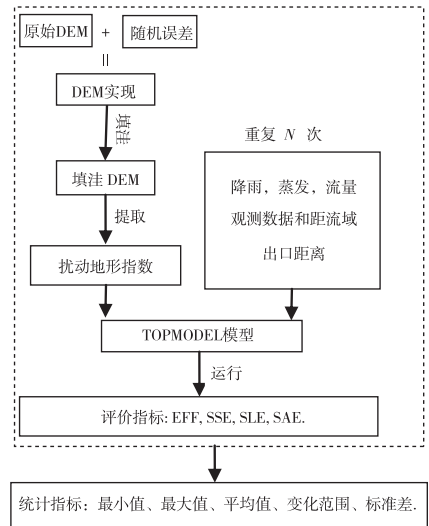 原始DEM + 随机误差
=
DEM实现
填洼
重复 N 次
填洼 DEM
降雨，蒸发，流量
观测数据和距流域
出口距离
提取
扰动地形指数
TOPMODEL模型
运行
评价指标: EFF, SSE, SLE, SAE.
统计指标：最小值、最大值、平均值、变化范围、标准差.